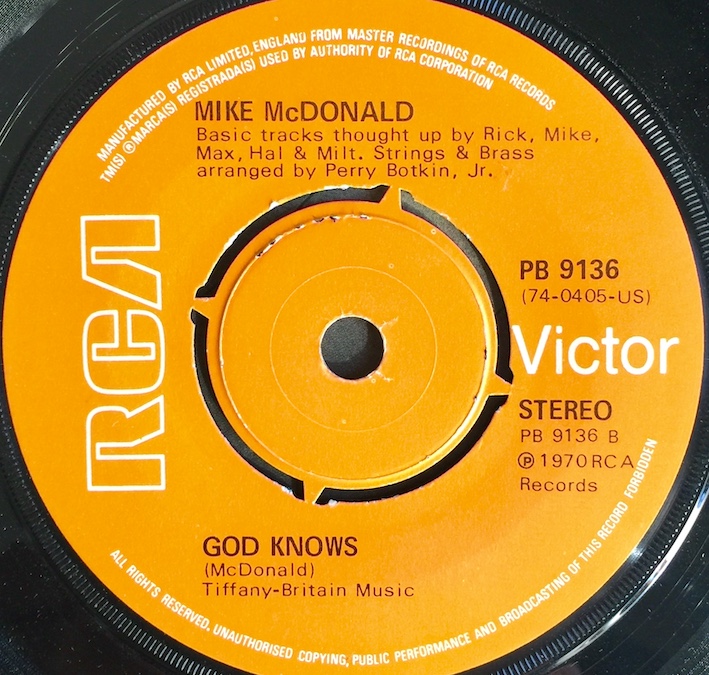 MANUFACTURED BY RCA LIMITED, ENGLAND FROM MASTER RECORDINGS OF RCA RECORDS
TM(S) ® MARCA(S) REGISTRADA(S) USED BY AUTHORITY OF RCA CORPORATION
MIKE McDONALD
Basic tracks thought up by Rick, Mike,
Max, Hal & Milt. Strings & Brass
arranged by Perry Botkin, Jr.
RCA
PB 9136
(74-0405-US)
Victor
STEREO
PB 9136 B
℗ 1970 RCA
Records
GOD KNOWS
(McDonald)
Tiffany-Britain Music
ALL RIGHTS RESERVED. UNAUTHORISED COPYING, PUBLIC PERFORMANCE AND BROADCASTING OF THIS RECORD FORBIDDEN